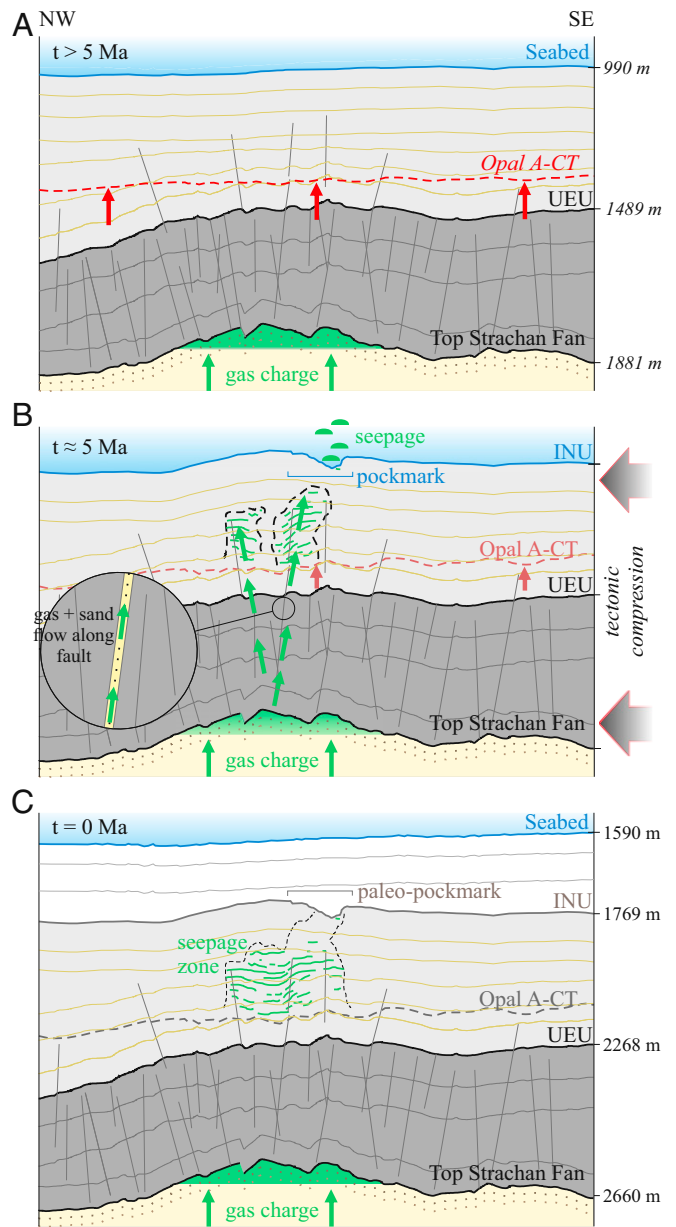 A
NW
SE
t > 5 Ma
Seabed
990 m
Opal A-CT
UEU
1489 m
Top Strachan Fan
1881 m
gas charge
B
t ≈ 5 Ma
seepage
INU
pockmark
Opal A-CT
UEU
gas + sand
flow along
fault
tectonic
compression
Top Strachan Fan
gas charge
C
t = 0 Ma
Seabed
1590 m
paleo-pockmark
INU
1769 m
seepage
zone
Opal A-CT
UEU
2268 m
Top Strachan Fan
2660 m
gas charge